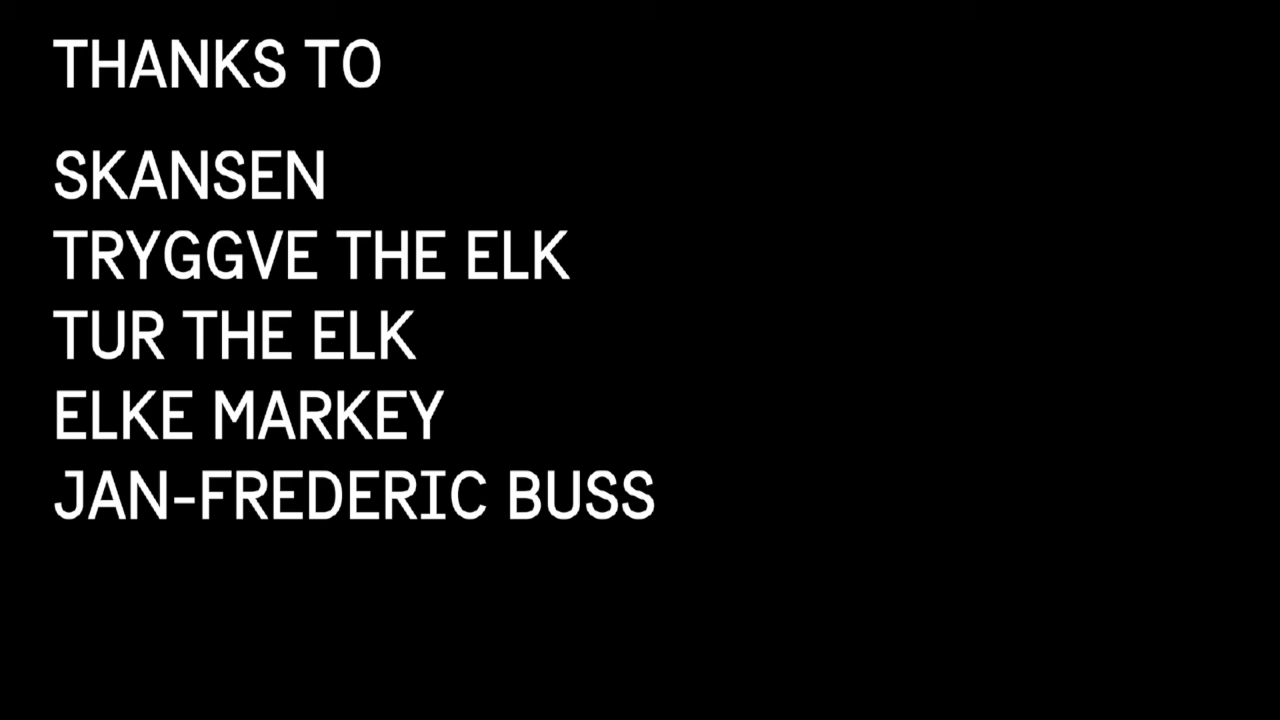 THANKS TO
SKANSEN
TRYGGVE THE ELK
TUR THE ELK
ELKE MARKEY
JAN-FREDERIC BUSS